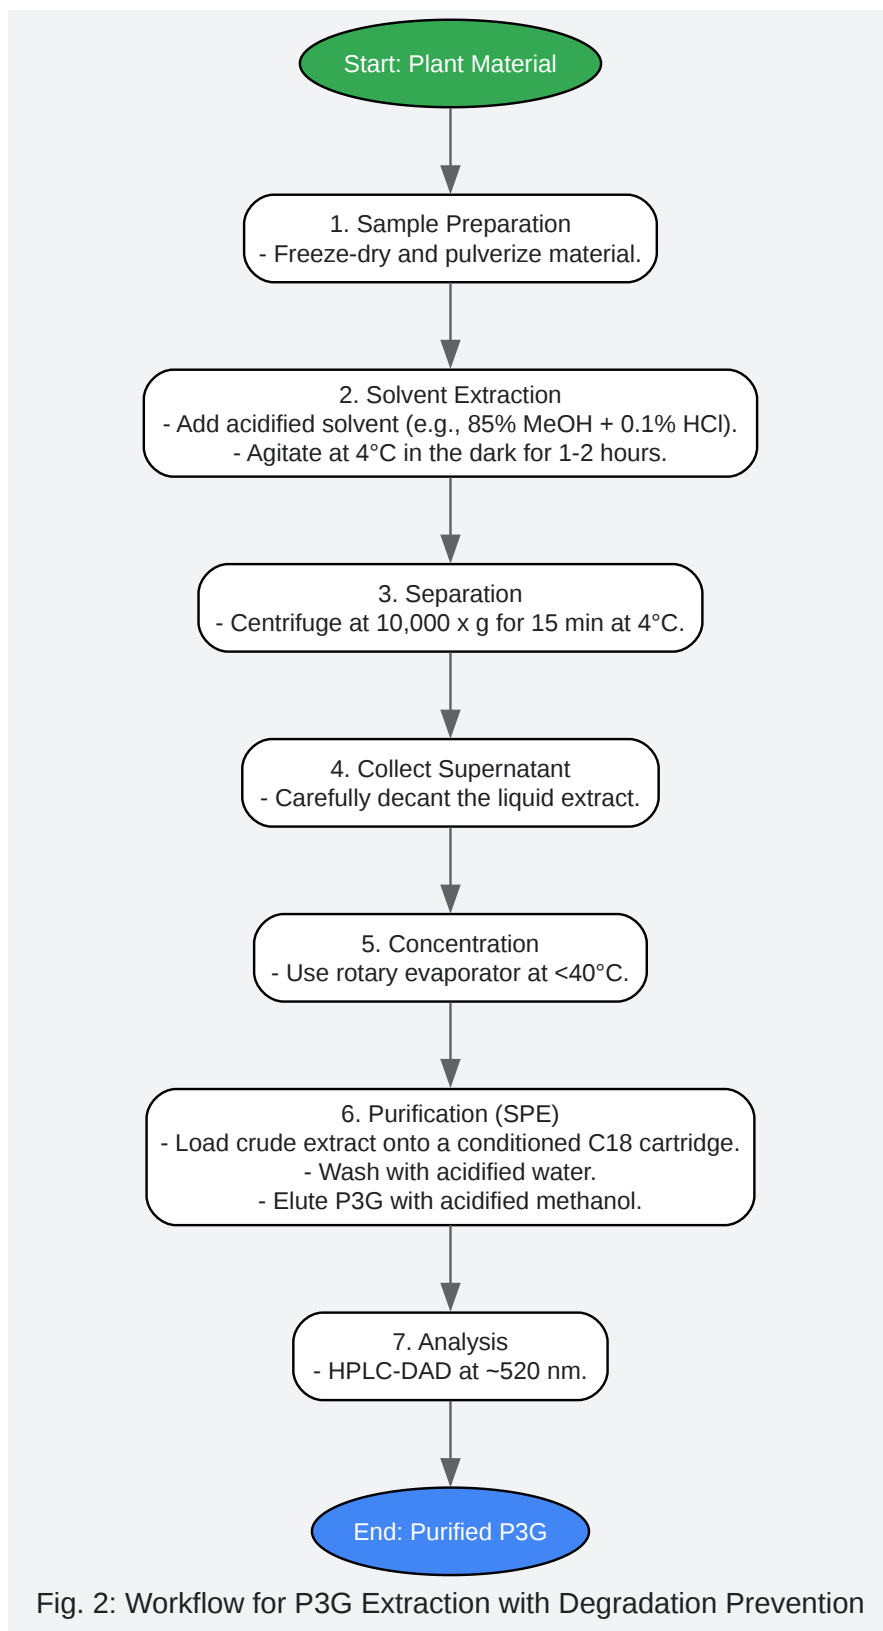 Start: Plant Material
1. Sample Preparation
- Freeze-dry and pulverize material.
2. Solvent Extraction
- Add acidified solvent (e.g., 85% MeOH + 0.1% HCl).
- Agitate at 4°C in the dark for 1-2 hours.
3. Separation
- Centrifuge at 10,000 x g for 15 min at 4°C.
4. Collect Supernatant
- Carefully decant the liquid extract.
5. Concentration
- Use rotary evaporator at <40°C.
6. Purification (SPE)
- Load crude extract onto a conditioned C18 cartridge.
- Wash with acidified water.
- Elute P3G with acidified methanol.
7. Analysis
- HPLC-DAD at ~520 nm.
End: Purified P3G
Fig. 2: Workflow for P3G Extraction with Degradation Prevention